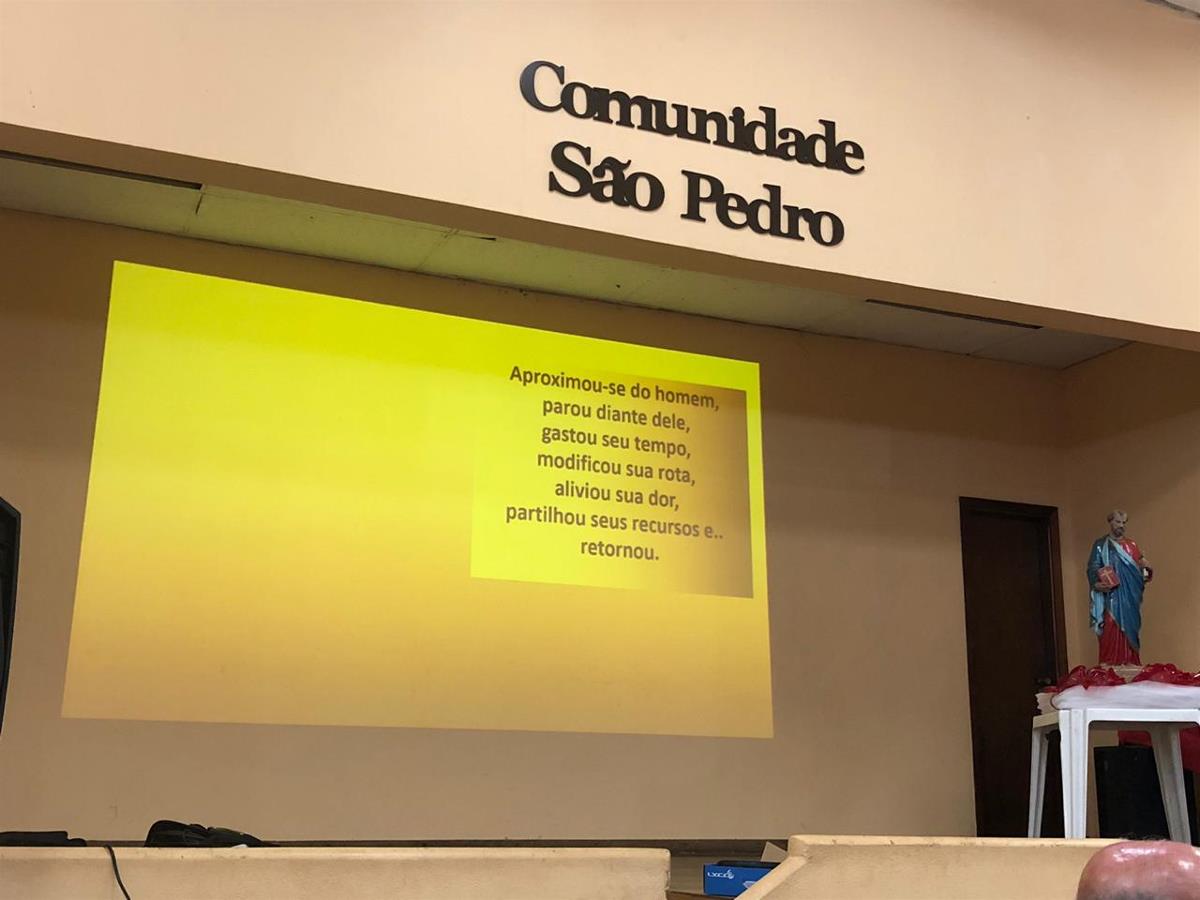 Comunidade
São Pedro
Aproximou-se do homem,
parou diante dele,
gastou seu tempo,
modificou sua rota,
aliviou sua dor,
partilhou seus recursos e..
retornou.